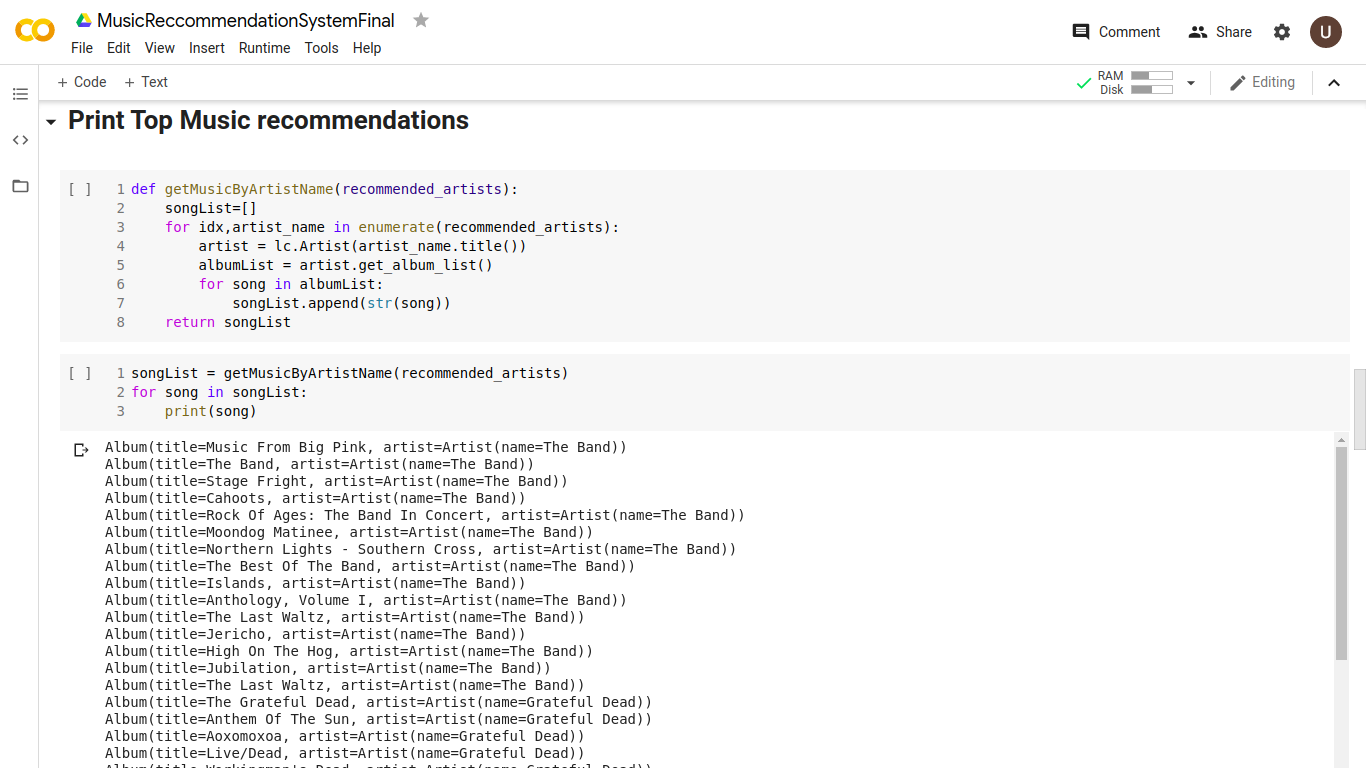 MusicReccommendationSystemFinal
File Edit View Insert Runtime Tools Help
Comment Share U
+ Code + Text
RAM
Disk
Editing
Print Top Music recommendations
[ ] 1 def getMusicByArtistName(recommended_artists):
2 songList=[]
3 for idx,artist_name in enumerate(recommended_artists):
4 artist = lc.Artist(artist_name.title())
5 albumList = artist.get_album_list()
6 for song in albumList:
7 songList.append(str(song))
8 return songList
[ ] 1 songList = getMusicByArtistName(recommended_artists)
2 for song in songList:
3 print(song)
Album(title=Music From Big Pink, artist=Artist(name=The Band))
Album(title=The Band, artist=Artist(name=The Band))
Album(title=Stage Fright, artist=Artist(name=The Band))
Album(title=Cahoots, artist=Artist(name=The Band))
Album(title=Rock Of Ages: The Band In Concert, artist=Artist(name=The Band))
Album(title=Moondog Matinee, artist=Artist(name=The Band))
Album(title=Northern Lights - Southern Cross, artist=Artist(name=The Band))
Album(title=The Best Of The Band, artist=Artist(name=The Band))
Album(title=Islands, artist=Artist(name=The Band))
Album(title=Anthology, Volume I, artist=Artist(name=The Band))
Album(title=The Last Waltz, artist=Artist(name=The Band))
Album(title=Jericho, artist=Artist(name=The Band))
Album(title=High On The Hog, artist=Artist(name=The Band))
Album(title=Jubilation, artist=Artist(name=The Band))
Album(title=The Last Waltz, artist=Artist(name=The Band))
Album(title=The Grateful Dead, artist=Artist(name=Grateful Dead))
Album(title=Anthem Of The Sun, artist=Artist(name=Grateful Dead))
Album(title=Aoxomoxoa, artist=Artist(name=Grateful Dead))
Album(title=Live/Dead, artist=Artist(name=Grateful Dead))
Album(title=Workingman's Dead, artist=Artist(name=Grateful Dead))